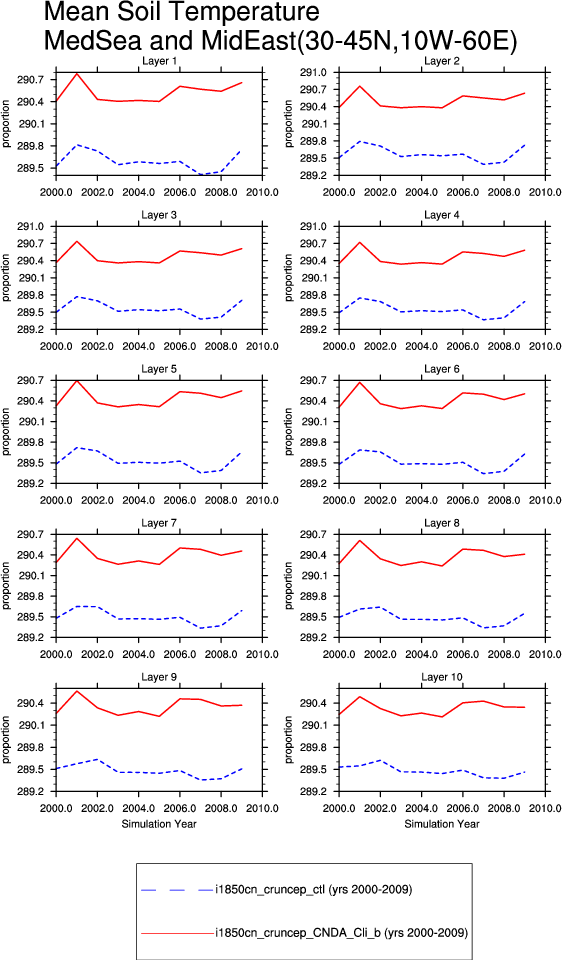 Mean Soil Temperature
MedSea and MidEast(30-45N,10W-60E)
Layer 1
Layer 2
proportion
290.7
290.4
290.1
289.8
289.5
291.0
290.7
290.4
290.1
289.8
289.5
289.2
2000.0 2002.0 2004.0 2006.0 2008.0 2010.0
2000.0 2002.0 2004.0 2006.0 2008.0 2010.0
Layer 3
Layer 4
proportion
291.0
290.7
290.4
290.1
289.8
289.5
289.2
291.0
290.7
290.4
290.1
289.8
289.5
289.2
2000.0 2002.0 2004.0 2006.0 2008.0 2010.0
2000.0 2002.0 2004.0 2006.0 2008.0 2010.0
Layer 5
Layer 6
proportion
290.7
290.4
290.1
289.8
289.5
289.2
290.7
290.4
290.1
289.8
289.5
289.2
2000.0 2002.0 2004.0 2006.0 2008.0 2010.0
2000.0 2002.0 2004.0 2006.0 2008.0 2010.0
Layer 7
Layer 8
proportion
290.7
290.4
290.1
289.8
289.5
289.2
290.7
290.4
290.1
289.8
289.5
289.2
2000.0 2002.0 2004.0 2006.0 2008.0 2010.0
2000.0 2002.0 2004.0 2006.0 2008.0 2010.0
Layer 9
Layer 10
proportion
290.4
290.1
289.8
289.5
289.2
290.4
290.1
289.8
289.5
289.2
2000.0 2002.0 2004.0 2006.0 2008.0 2010.0
2000.0 2002.0 2004.0 2006.0 2008.0 2010.0
Simulation Year
Simulation Year
i1850cn_cruncep_ctl (yrs 2000-2009)
i1850cn_cruncep_CNDA_Cli_b (yrs 2000-2009)